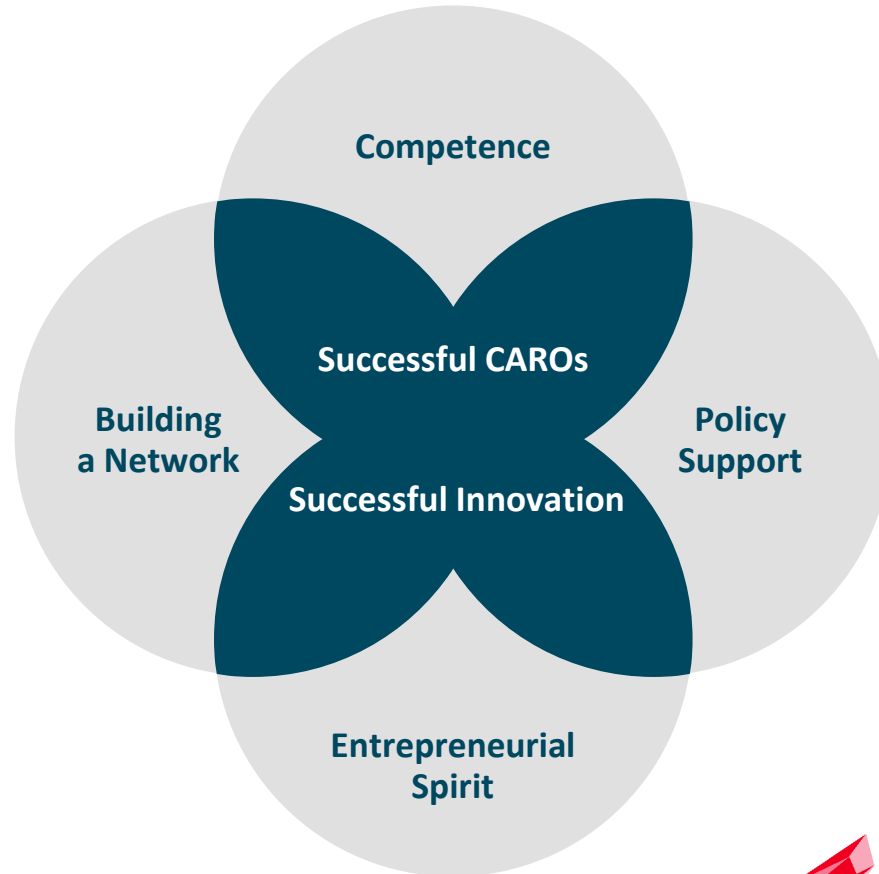 Competence
Successful CAROs
Building
a Network
Policy
Support
Successful Innovation
Entrepreneurial
Spirit